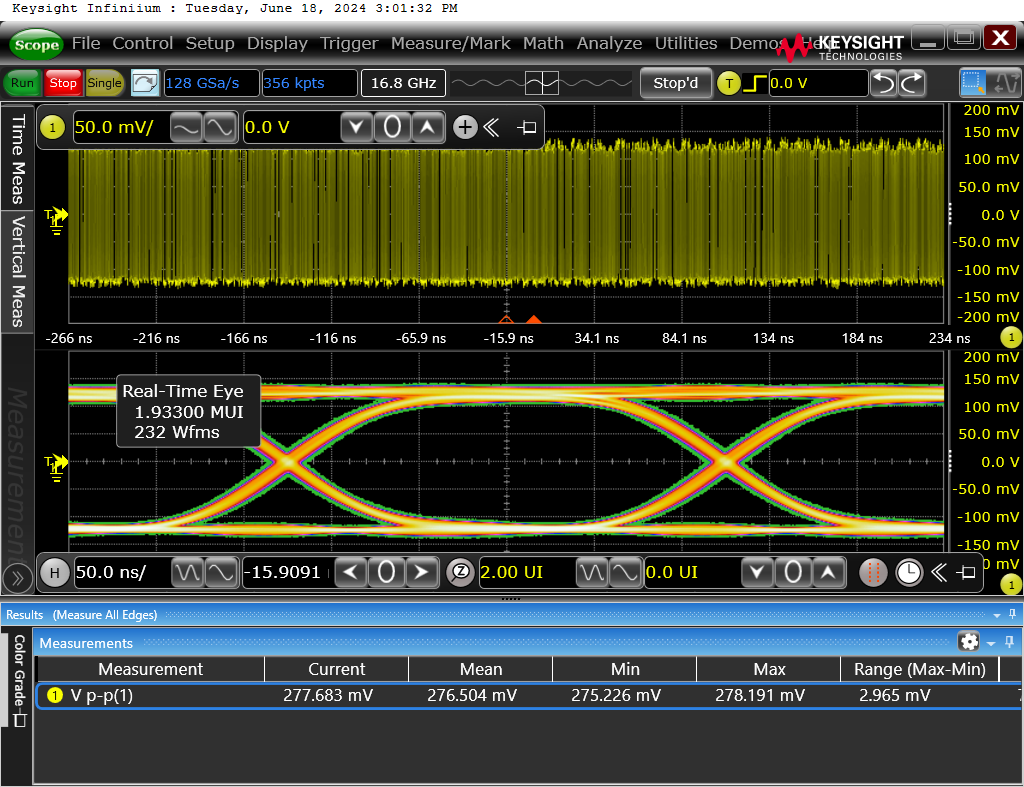 Keysight Infiniium : Tuesday, June 18, 2024 3:01:32 PM
Scope File Control Setup Display Trigger Measure/Mark Math Analyze Utilities Demos KEYSIGHT
TECHNOLOGIES
Run Stop Single 128 GSa/s 356 kpts 16.8 GHz Stop'd T 0.0 V
Time Meas
Vertical Meas
Measurements
1 50.0 mV/ 0.0 V
200 mV
150 mV
100 mV
50.0 mV
0.0 V
-50.0 mV
-100 mV
-150 mV
-200 mV
T
-266 ns -216 ns -166 ns -116 ns -65.9 ns -15.9 ns 34.1 ns 84.1 ns 134 ns 184 ns 234 ns 1
Real-Time Eye
1.93300 MUI
232 Wfms
200 mV
150 mV
100 mV
50.0 mV
0.0 V
-50.0 mV
-100 mV
-150 mV
0 mV
T
1
H 50.0 ns/ -15.9091 0 Z 2.00 UI 0.0 UI 0
Results (Measure All Edges)
Color Grade
Measurements
Measurement Current Mean Min Max Range (Max-Min)
1 V p-p(1) 277.683 mV 276.504 mV 275.226 mV 278.191 mV 2.965 mV